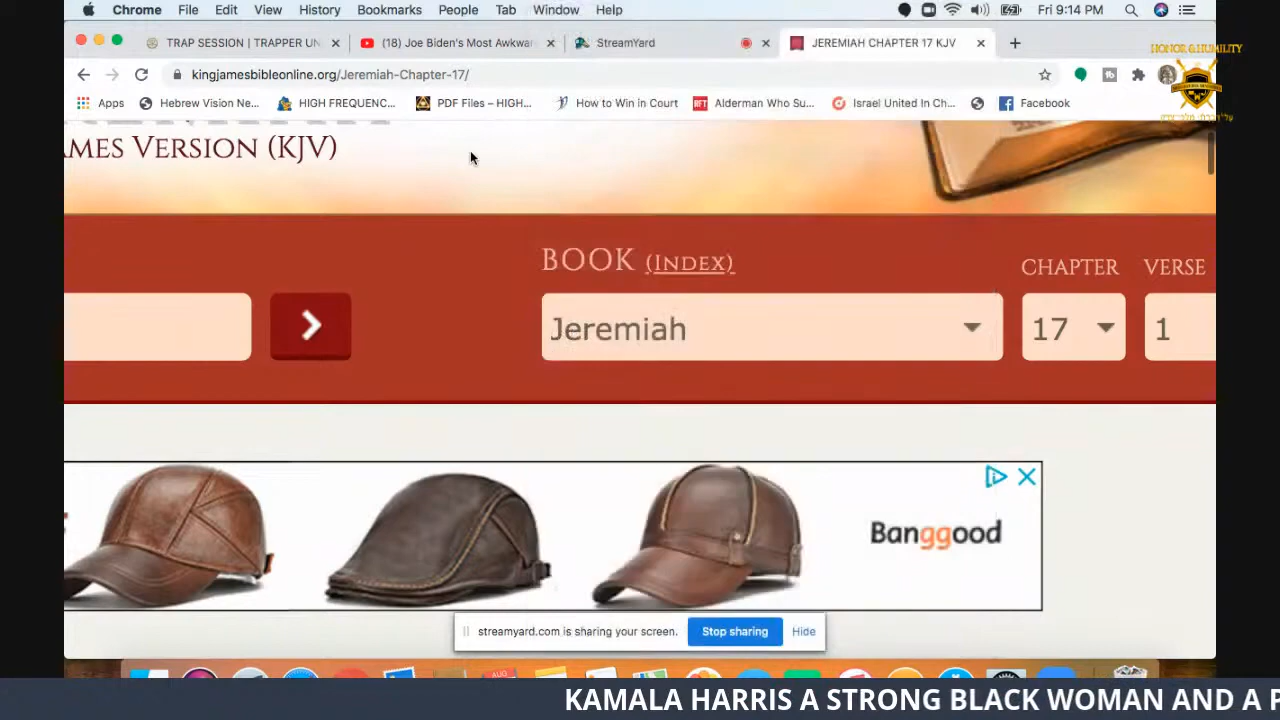 Chrome File Edit View History Bookmarks People Tab Window Help Fri 9:14 PM
TRAP SESSION | TRAPPER UN (18) Joe Biden's Most Awkwar StreamYard JEREMIAH CHAPTER 17 KJV
kingjamesbibleonline.org/Jeremiah-Chapter-17/
HONOR & HUMILITY
Apps Hebrew Vision Ne... HIGH FREQUENC... PDF Files – HIGH... How to Win in Court RFT Alderman Who Su... Israel United In Ch... Facebook
AMES VERSION (KJV)
BOOK (INDEX) CHAPTER VERSE
Jeremiah 17 1
Banggood
streamyard.com is sharing your screen. Stop sharing Hide
KAMALA HARRIS A STRONG BLACK WOMAN AND A P